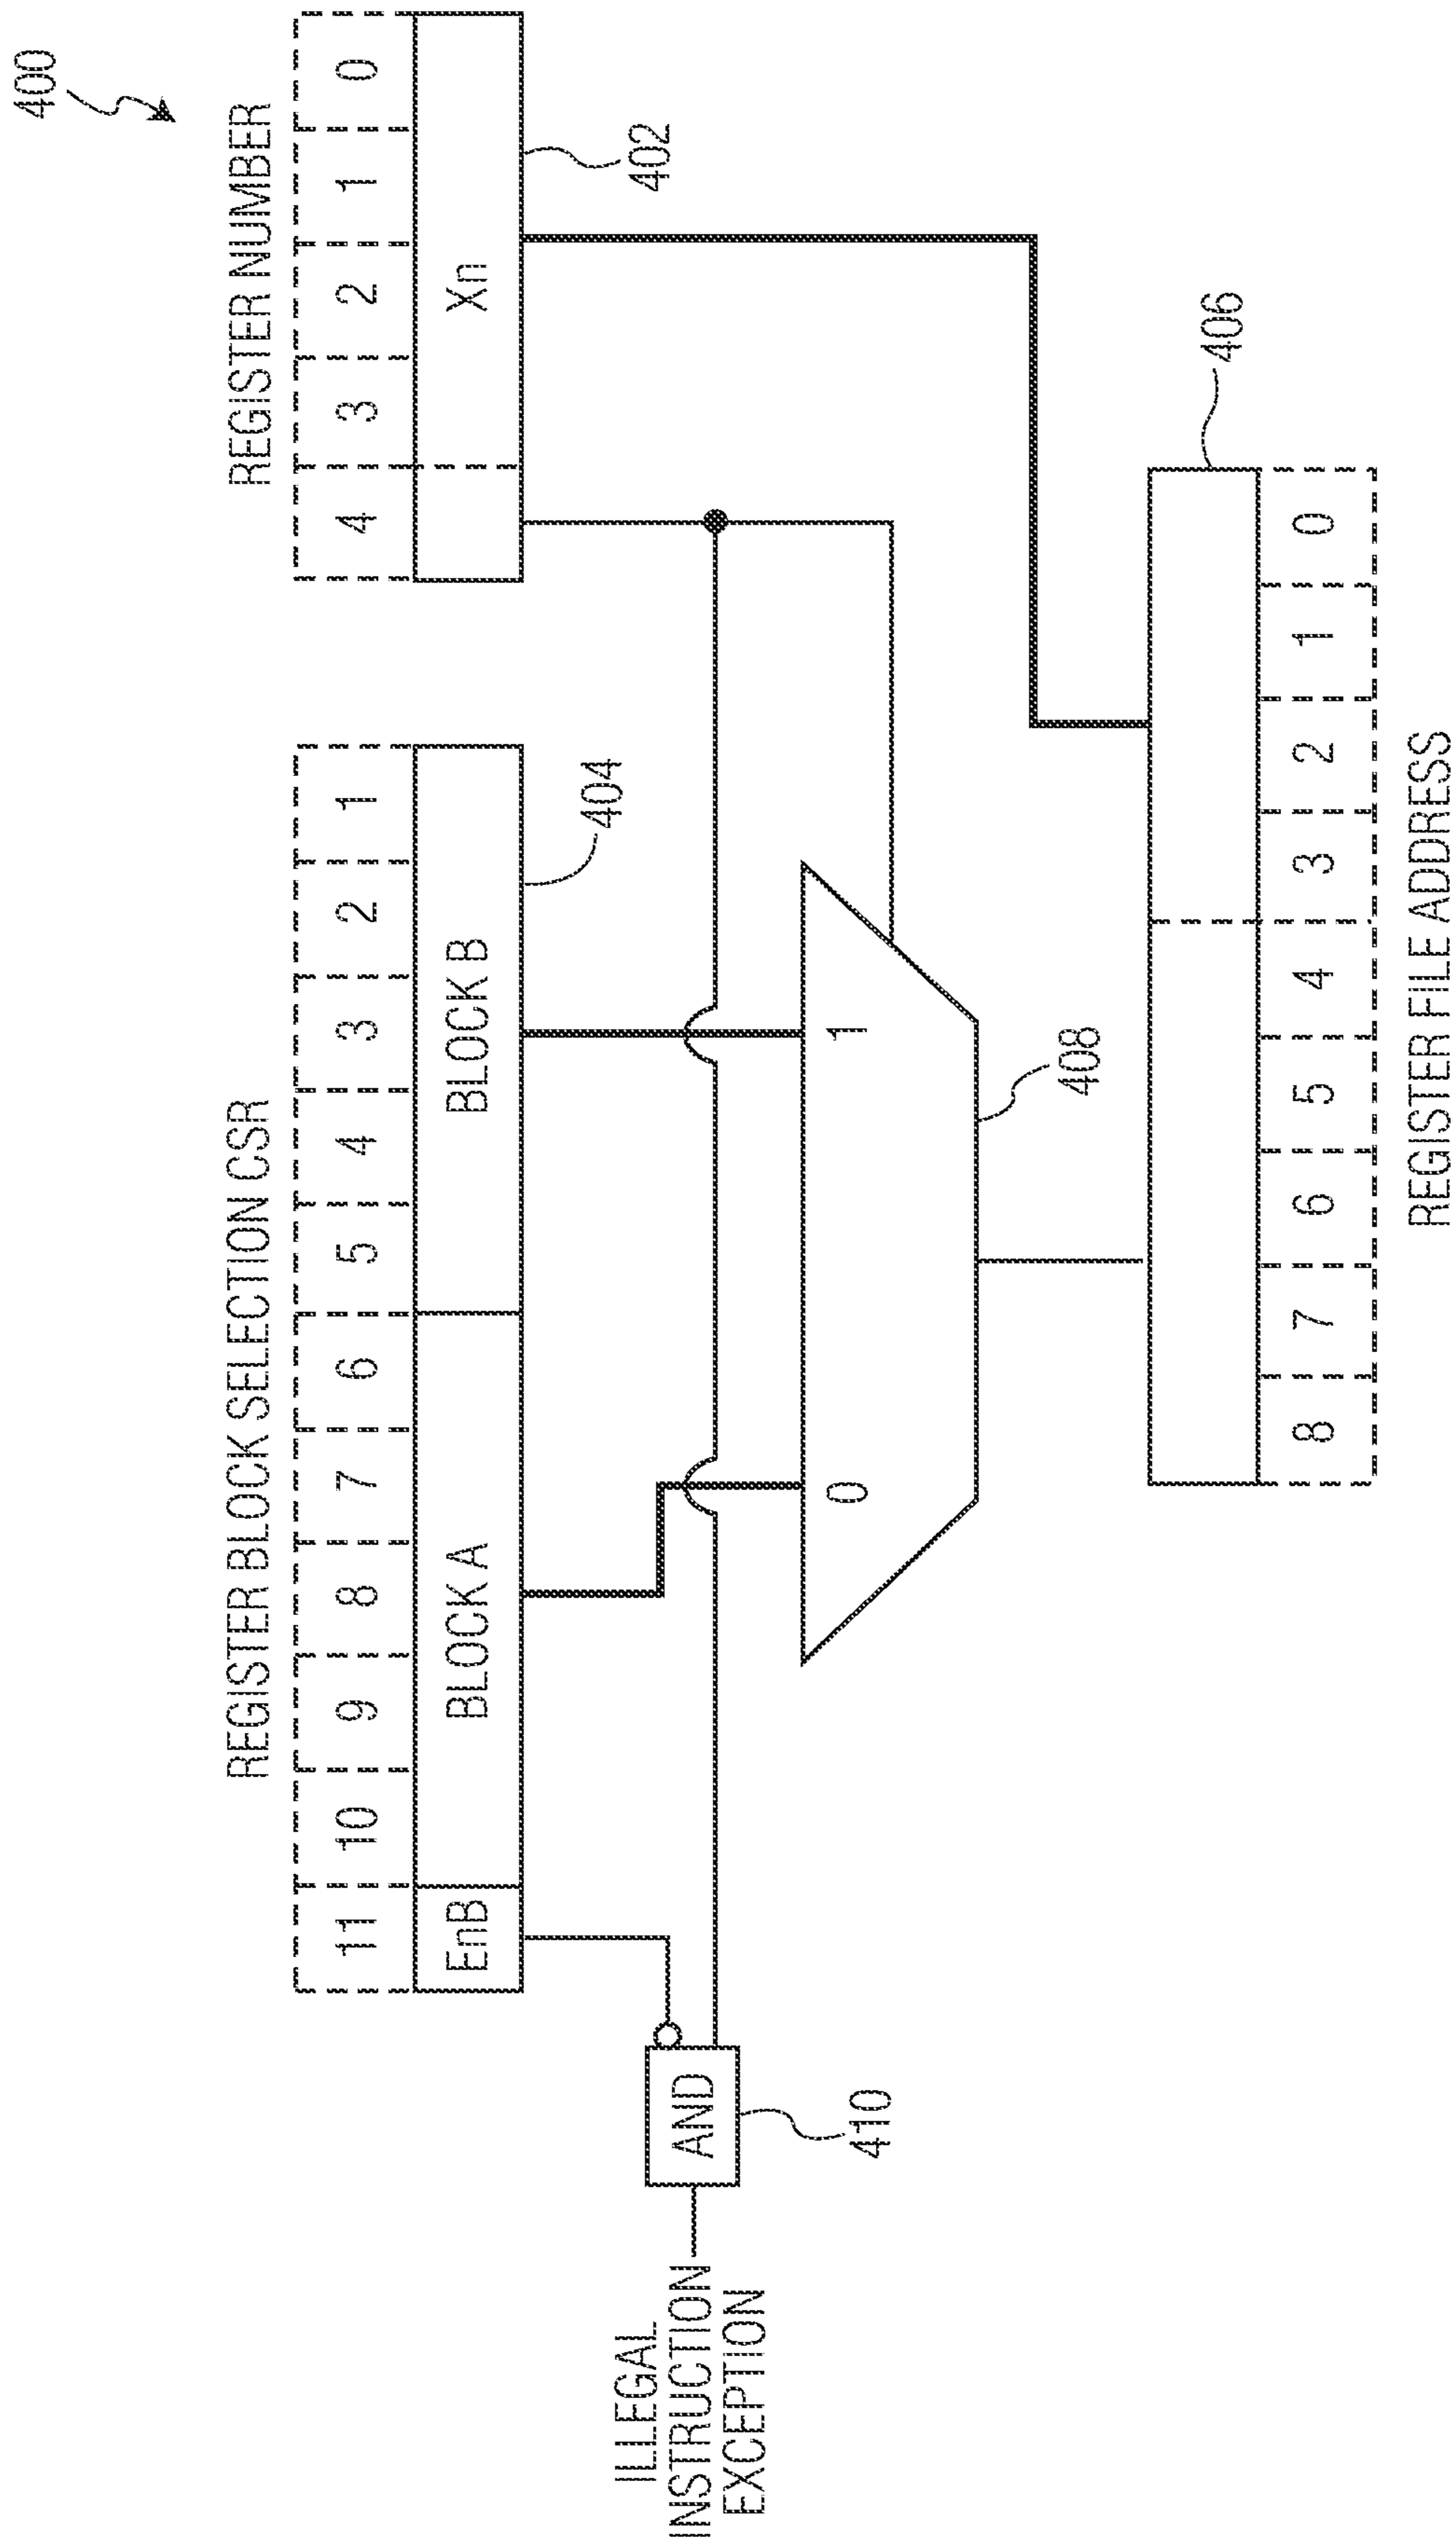 400
REGISTER BLOCK SELECTION CSR
REGISTER NUMBER
11 10 9 8 7 6 5 4 3 2 1
4 3 2 1 0
EnB BLOCK A BLOCK B
Xn
404
402
AND
410
ILLEGAL
INSTRUCTION
EXCEPTION
0 1
408
406
8 7 6 5 4 3 2 1 0
REGISTER FILE ADDRESS